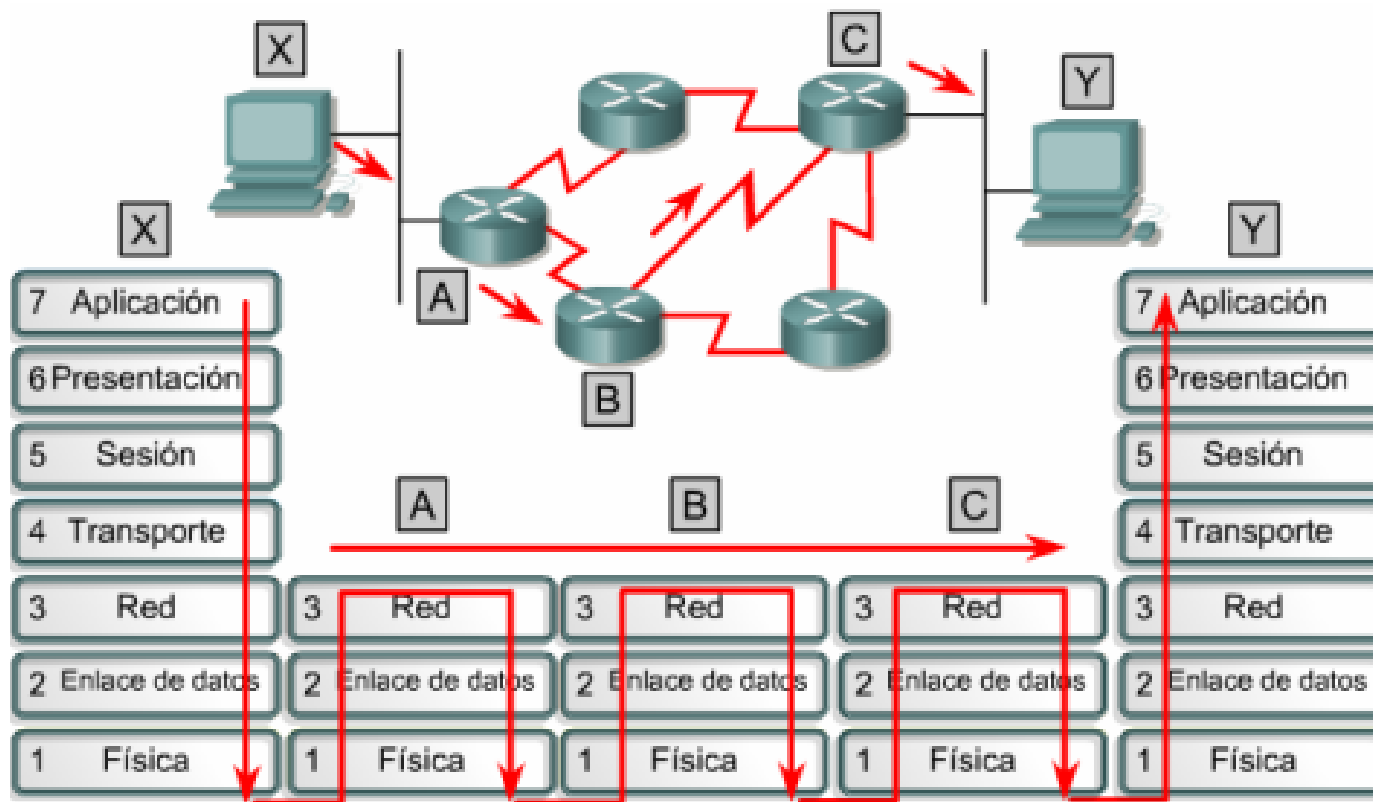 X
C
Y
X
A
B
Y
7 Aplicación
6 Presentación
5 Sesión
4 Transporte
3 Red
2 Enlace de datos
1 Física
A
B
C
3 Red
2 Enlace de datos
1 Física
3 Red
2 Enlace de datos
1 Física
3 Red
2 Enlace de datos
1 Física
7 Aplicación
6 Presentación
5 Sesión
4 Transporte
3 Red
2 Enlace de datos
1 Física